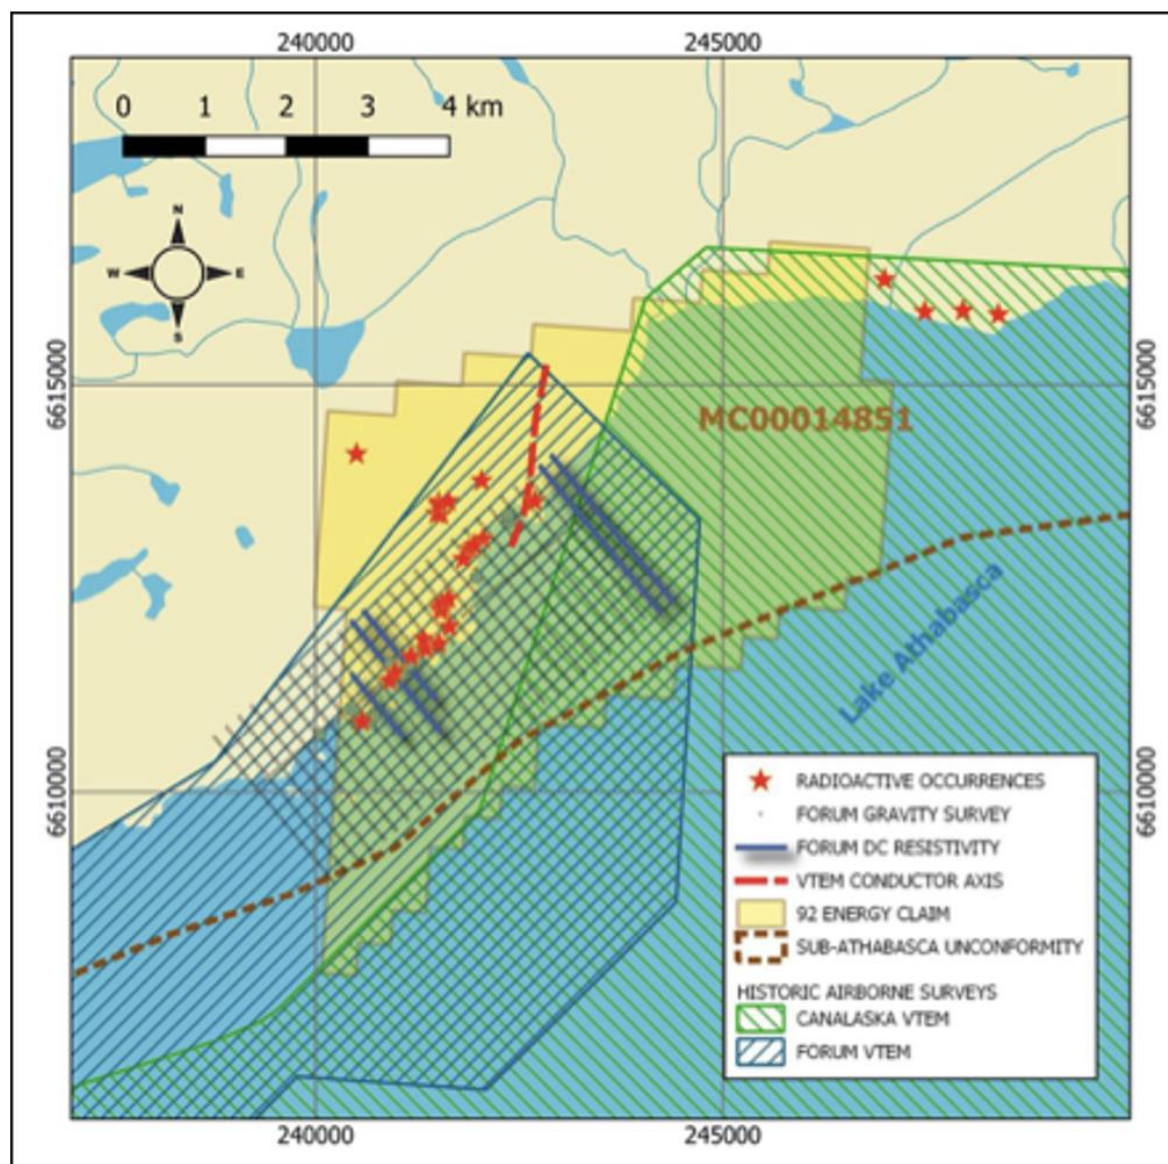 240000 245000
0 1 2 3 4 km
N
W E
S
6615000 6615000
MC00014851
Lake Athabasca
6610000 6610000
RADIOACTIVE OCCURRENCES
FORUM GRAVITY SURVEY
FORUM DC RESISTIVITY
VTEM CONDUCTOR AXIS
92 ENERGY CLAIM
SUB-ATHABASCA UNCONFORMITY
HISTORIC AIRBORNE SURVEYS
CANALASKA VTEM
FORUM VTEM
240000 245000